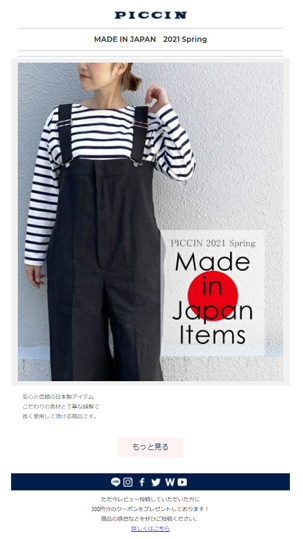 PICCIN
MADE IN JAPAN 2021 Spring
PICCIN 2021 Spring
Made
in
Japan
Items
安心と信頼の日本製アイテム
こだわりの素材と丁寧な縫製で
長く愛用して頂ける商品です。
もっと見る
W
ただ今レビュー投稿していただいた方に
500円分のクーポンをプレゼントしております！
商品の感想などをぜひご投稿ください。
詳しくはこちら